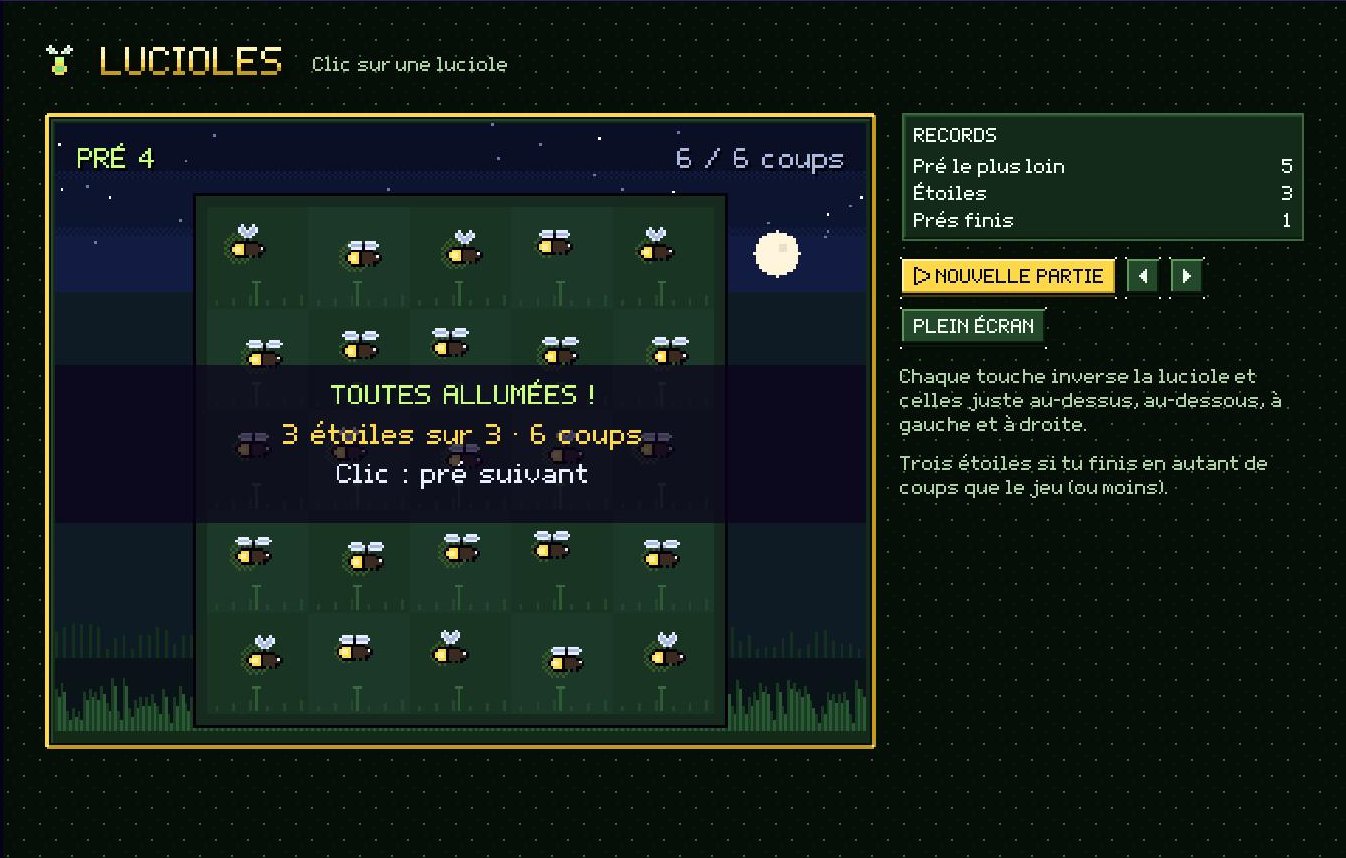 LUCIOLES
Clic sur une luciole
PRÉ 4
6 / 6 coups
TOUTES ALLUMÉES !
3 étoiles sur 3 · 6 coups
Clic : pré suivant
RECORDS
Pré le plus loin 5
Étoiles 3
Prés finis 1
NOUVELLE PARTIE
PLEIN ÉCRAN
Chaque touche inverse la luciole et
celles juste au-dessus, au-dessous, à
gauche et à droite.
Trois étoiles si tu finis en autant de
coups que le jeu (ou moins).